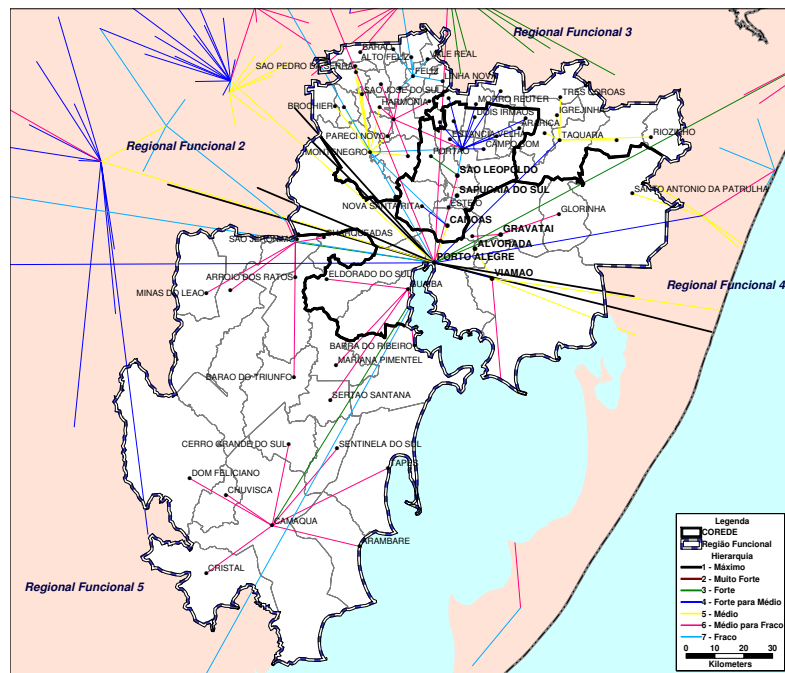 Regional Funcional 3
BARAO
ALTO FELIZ
VALE REAL
SAO PEDRO DA SERRA
FELIZ
LINHA NOVA
SAO JOSE DO SUL
TRES COROAS
BROCHIER
HARMONIA
MORRO REUTER
DOIS IRMAOS
IGREJINHA
ARARICA
PARECI NOVO
ESTANCIA VELHA
TAQUARA
RIOZINHO
Regional Funcional 2
MONTENEGRO
PORTAO
CAMPO BOM
SAO LEOPOLDO
SAPUCAIA DO SUL
SANTO ANTONIO DA PATRULHA
NOVA SANTA RITA
ESTEIO
GLORINHA
CANOAS
SAO JERONIMO
CHARQUEADAS
GRAVATAI
ALVORADA
PORTO ALEGRE
ARROIO DOS RATOS
ELDORADO DO SUL
VIAMAO
MINAS DO LEAO
GUAIBA
Regional Funcional 4
BARRA DO RIBEIRO
MARIANA PIMENTEL
BARAO DO TRIUNFO
SERTAO SANTANA
CERRO GRANDE DO SUL
SENTINELA DO SUL
TAPES
DOM FELICIANO
CHUVISCA
CAMAQUA
ARAMBARE
CRISTAL
Regional Funcional 5
Legenda
COREDE
Região Funcional
Hierarquia
1 - Máximo
2 - Muito Forte
3 - Forte
4 - Forte para Médio
5 - Médio
6 - Médio para Fraco
7 - Fraco
0 10 20 30
Kilometers